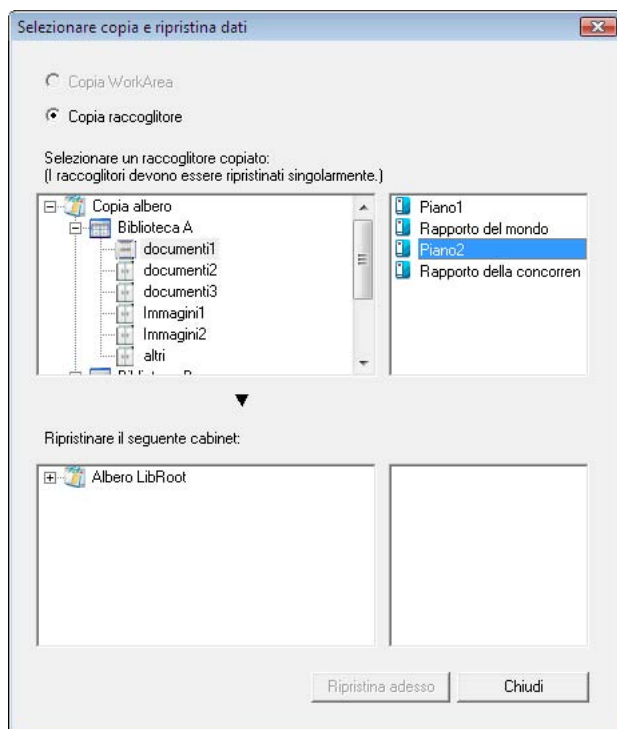 Selezionare copia e ripristina dati
Copia WorkArea
Copia raccoglitore
Selezionare un raccoglitore copiato:
(I raccoglitori devono essere ripristinati singolarmente.)
Copia albero
Biblioteca A
documenti1
documenti2
documenti3
Immagini1
Immagini2
altri
Piano1
Rapporto del mondo
Piano2
Rapporto della concorren
Ripristinare il seguente cabinet:
Albero LibRoot
Ripristina adesso
Chiudi